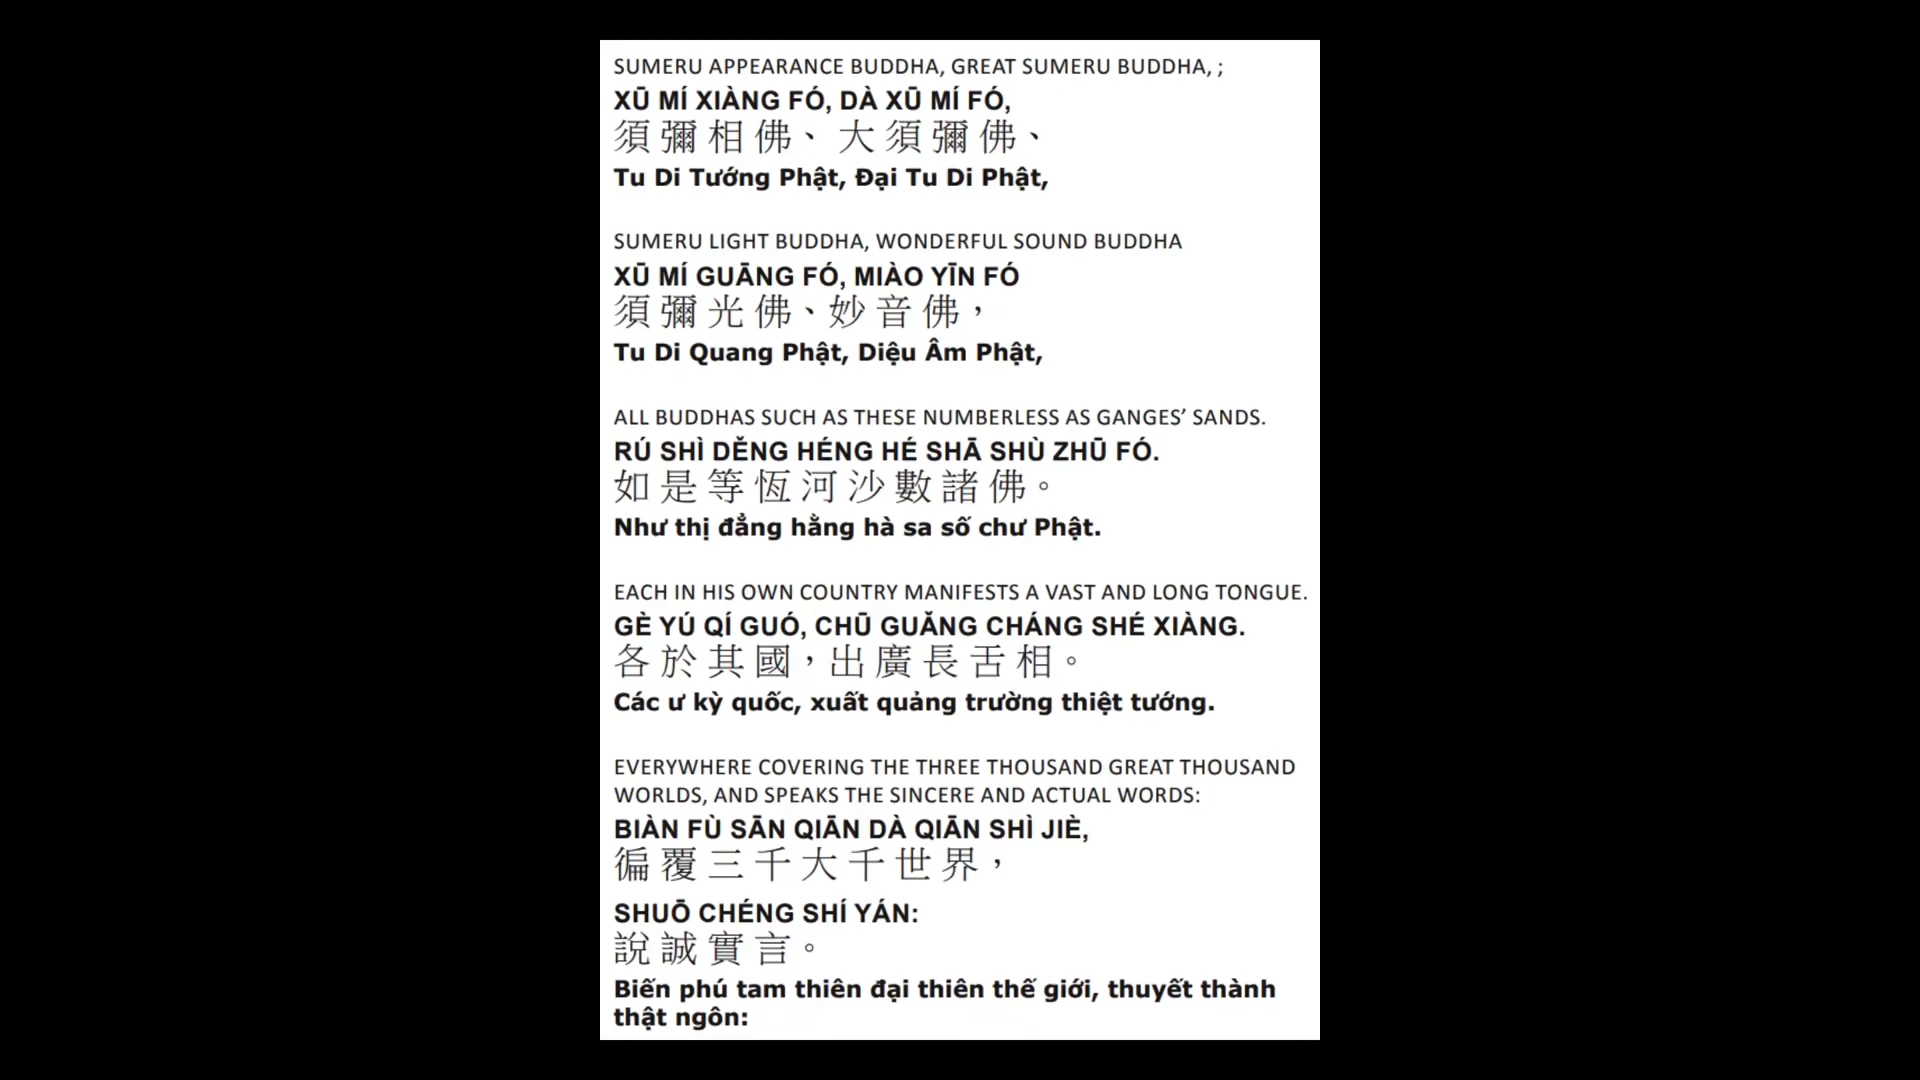 SUMERU APPEARANCE BUDDHA, GREAT SUMERU BUDDHA, ;
XŪ MÍ XIÀNG FÓ, DÀ XŪ MÍ FÓ,
須彌相佛、大須彌佛、
Tu Di Tướng Phật, Đại Tu Di Phật,
SUMERU LIGHT BUDDHA, WONDERFUL SOUND BUDDHA
XŪ MÍ GUĀNG FÓ, MIÀO YĪN FÓ
須彌光佛、妙音佛，
Tu Di Quang Phật, Diệu Âm Phật,
ALL BUDDHAS SUCH AS THESE NUMBERLESS AS GANGES’ SANDS.
RÚ SHÌ DĚNG HÉNG HÉ SHĀ SHÙ ZHŪ FÓ.
如是等恆河沙數諸佛。
Như thị đẳng hằng hà sa số chư Phật.
EACH IN HIS OWN COUNTRY MANIFESTS A VAST AND LONG TONGUE.
GÈ YÚ QÍ GUÓ, CHŪ GUǍNG CHÁNG SHÉ XIÀNG.
各於其國，出廣長舌相。
Các ư kỳ quốc, xuất quảng trường thiệt tướng.
EVERYWHERE COVERING THE THREE THOUSAND GREAT THOUSAND
WORLDS, AND SPEAKS THE SINCERE AND ACTUAL WORDS:
BIÀN FÙ SĀN QIĀN DÀ QIĀN SHÌ JIÈ,
徧覆三千大千世界，
SHUŌ CHÉNG SHÍ YÁN:
說誠實言。
Biến phú tam thiên đại thiên thế giới, thuyết thành
thật ngôn: